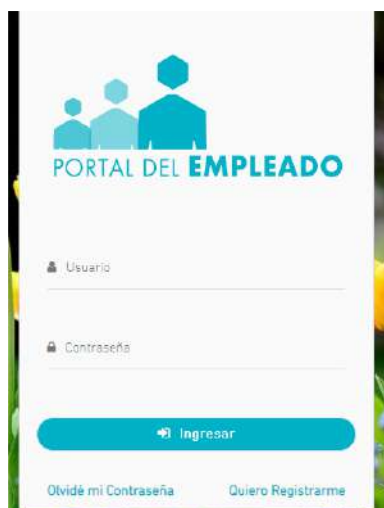 PORTAL DEL EMPLEADO
Usuario
Contraseña
Ingresar
Olvidé mi Contraseña Quiero Registrarme